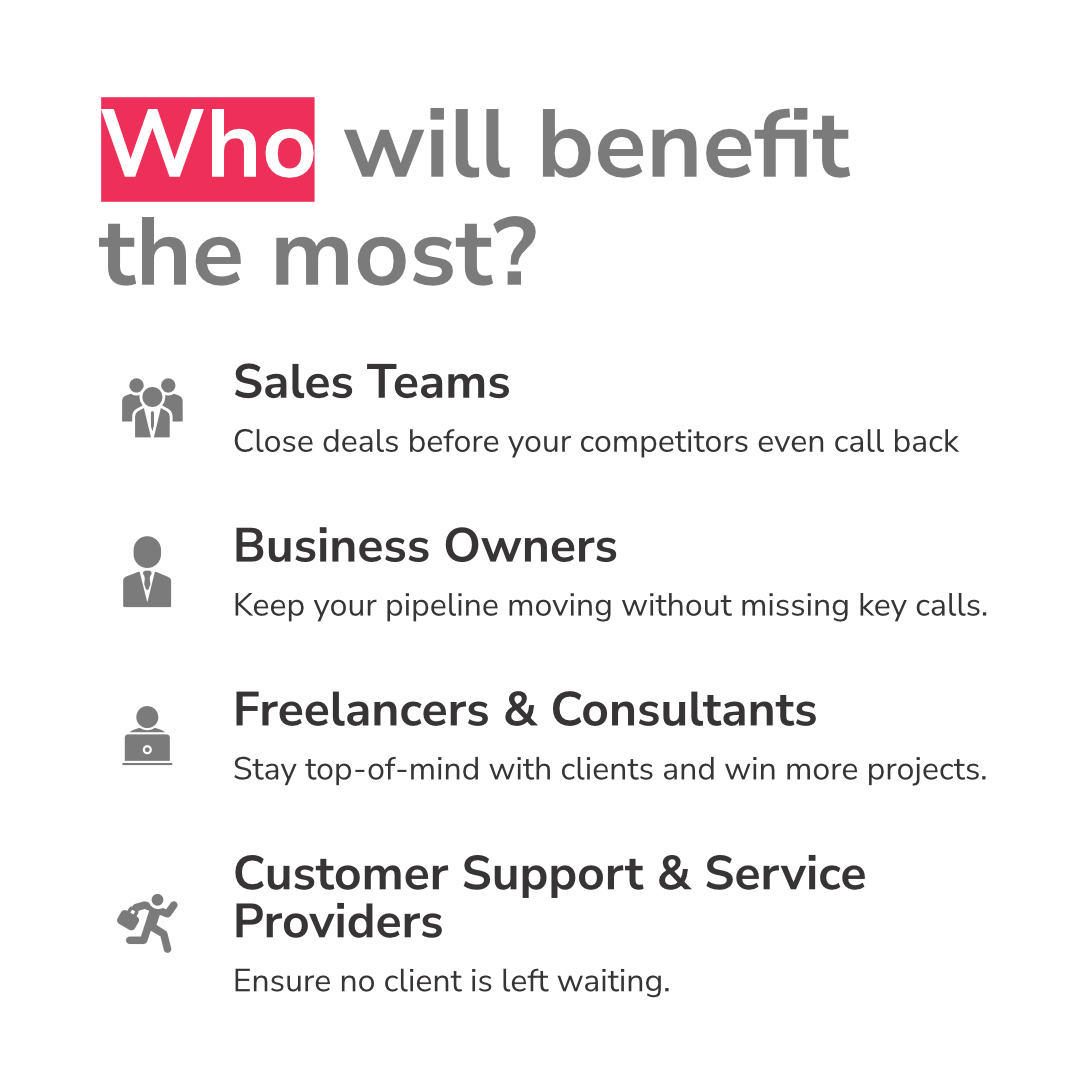 Who will benefit
the most?
Sales Teams
Close deals before your competitors even call back
Business Owners
Keep your pipeline moving without missing key calls.
Freelancers & Consultants
Stay top-of-mind with clients and win more projects.
Customer Support & Service
Providers
Ensure no client is left waiting.